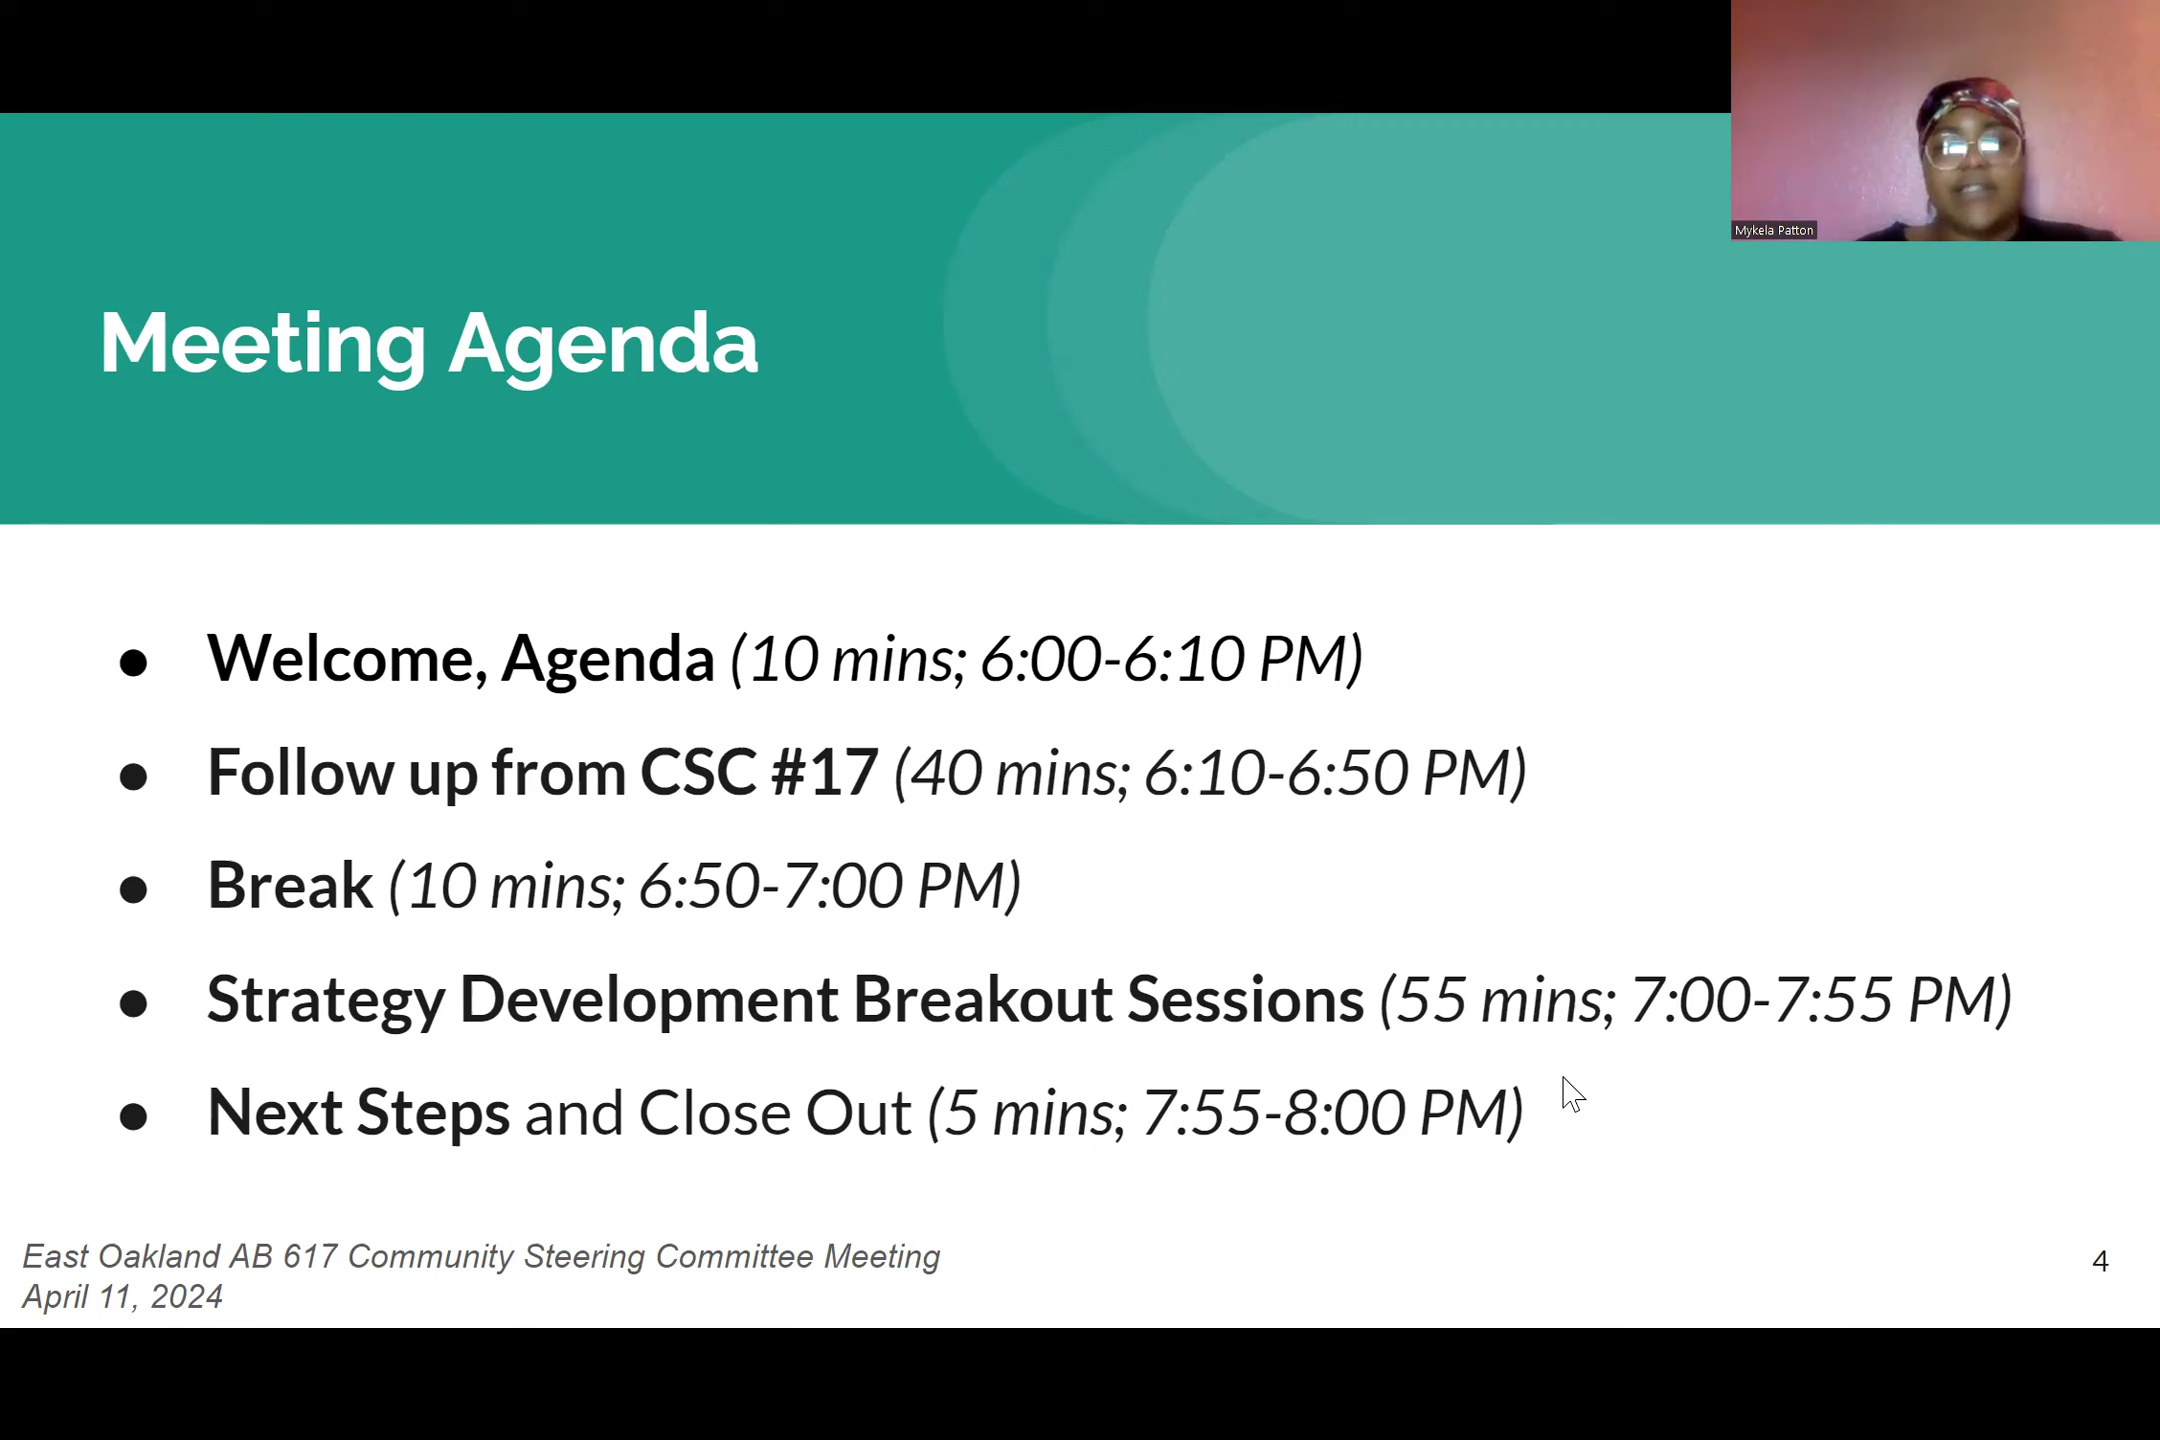 Mykela Patton
Meeting Agenda
● Welcome, Agenda (10 mins; 6:00-6:10 PM)
● Follow up from CSC #17 (40 mins; 6:10-6:50 PM)
● Break (10 mins; 6:50-7:00 PM)
● Strategy Development Breakout Sessions (55 mins; 7:00-7:55 PM)
● Next Steps and Close Out (5 mins; 7:55-8:00 PM)
East Oakland AB 617 Community Steering Committee Meeting
April 11, 2024
4